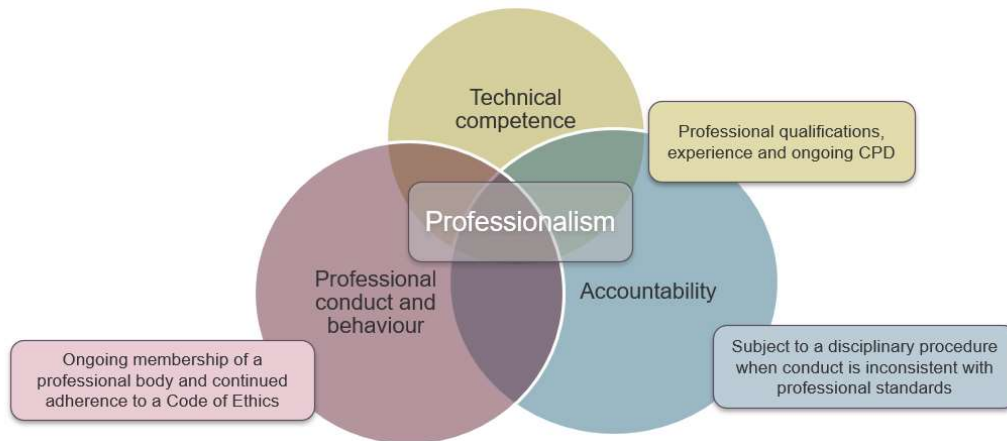 Technical
competence
Professional qualifications,
experience and ongoing CPD
Professionalism
Professional
conduct and
behaviour
Accountability
Ongoing membership of a
professional body and continued
adherence to a Code of Ethics
Subject to a disciplinary procedure
when conduct is inconsistent with
professional standards